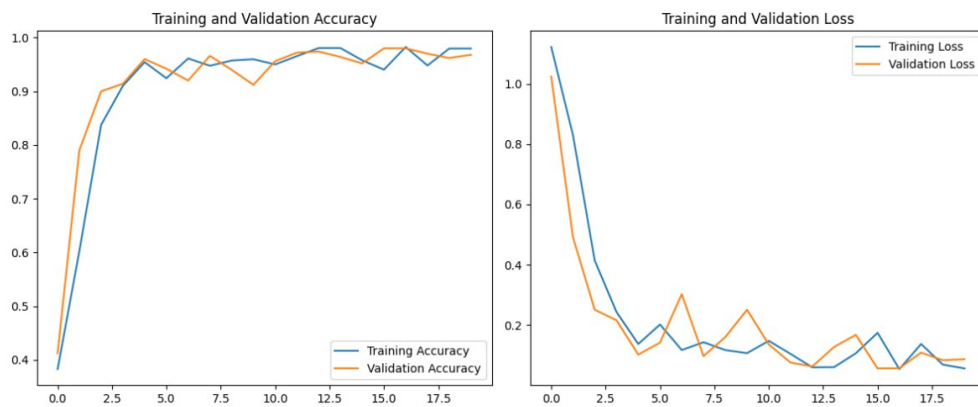 Training and Validation Accuracy
1.0
0.9
0.8
0.7
0.6
0.5
0.4
0.0 2.5 5.0 7.5 10.0 12.5 15.0 17.5
Training Accuracy
Validation Accuracy
Training and Validation Loss
1.0
0.8
0.6
0.4
0.2
0.0 2.5 5.0 7.5 10.0 12.5 15.0 17.5
Training Loss
Validation Loss